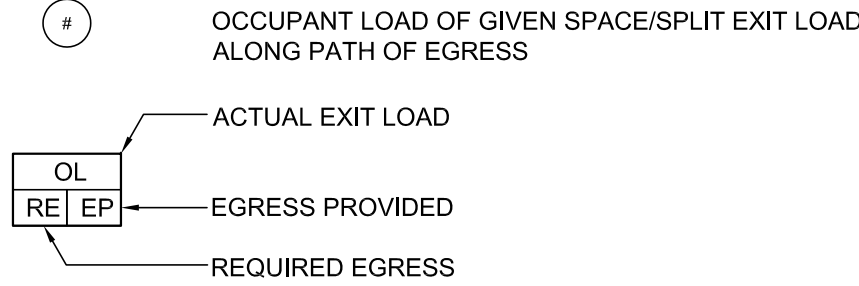 #
OCCUPANT LOAD OF GIVEN SPACE/SPLIT EXIT LOAD
ALONG PATH OF EGRESS
ACTUAL EXIT LOAD
OL
RE EP
EGRESS PROVIDED
REQUIRED EGRESS